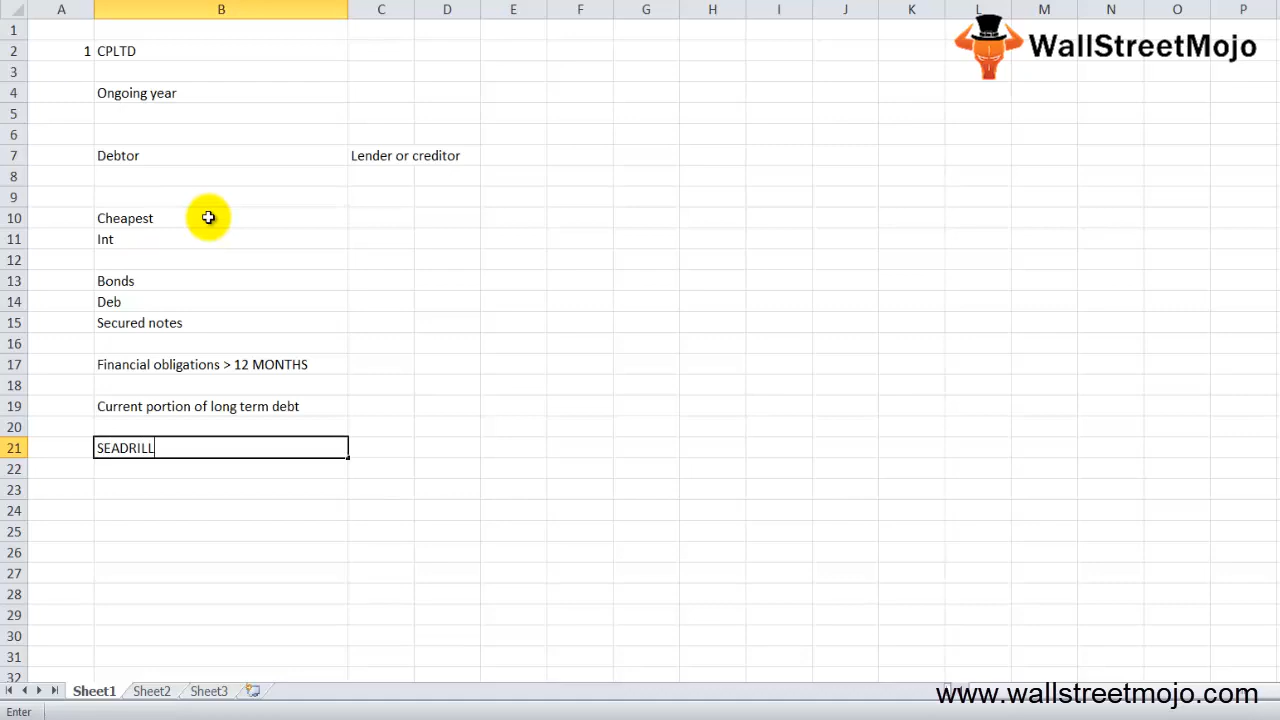 A B C D E F G H I J K L M N O P
WallStreetMojo
1
2 1 CPLTD
3
4 Ongoing year
5
6
7 Debtor Lender or creditor
8
9
10 Cheapest
11 Int
12
13 Bonds
14 Deb
15 Secured notes
16
17 Financial obligations > 12 MONTHS
18
19 Current portion of long term debt
20
21 SEADRILL
22
23
24
25
26
27
28
29
30
31
32
Sheet1 Sheet2 Sheet3
www.wallstreetmojo.com
Enter